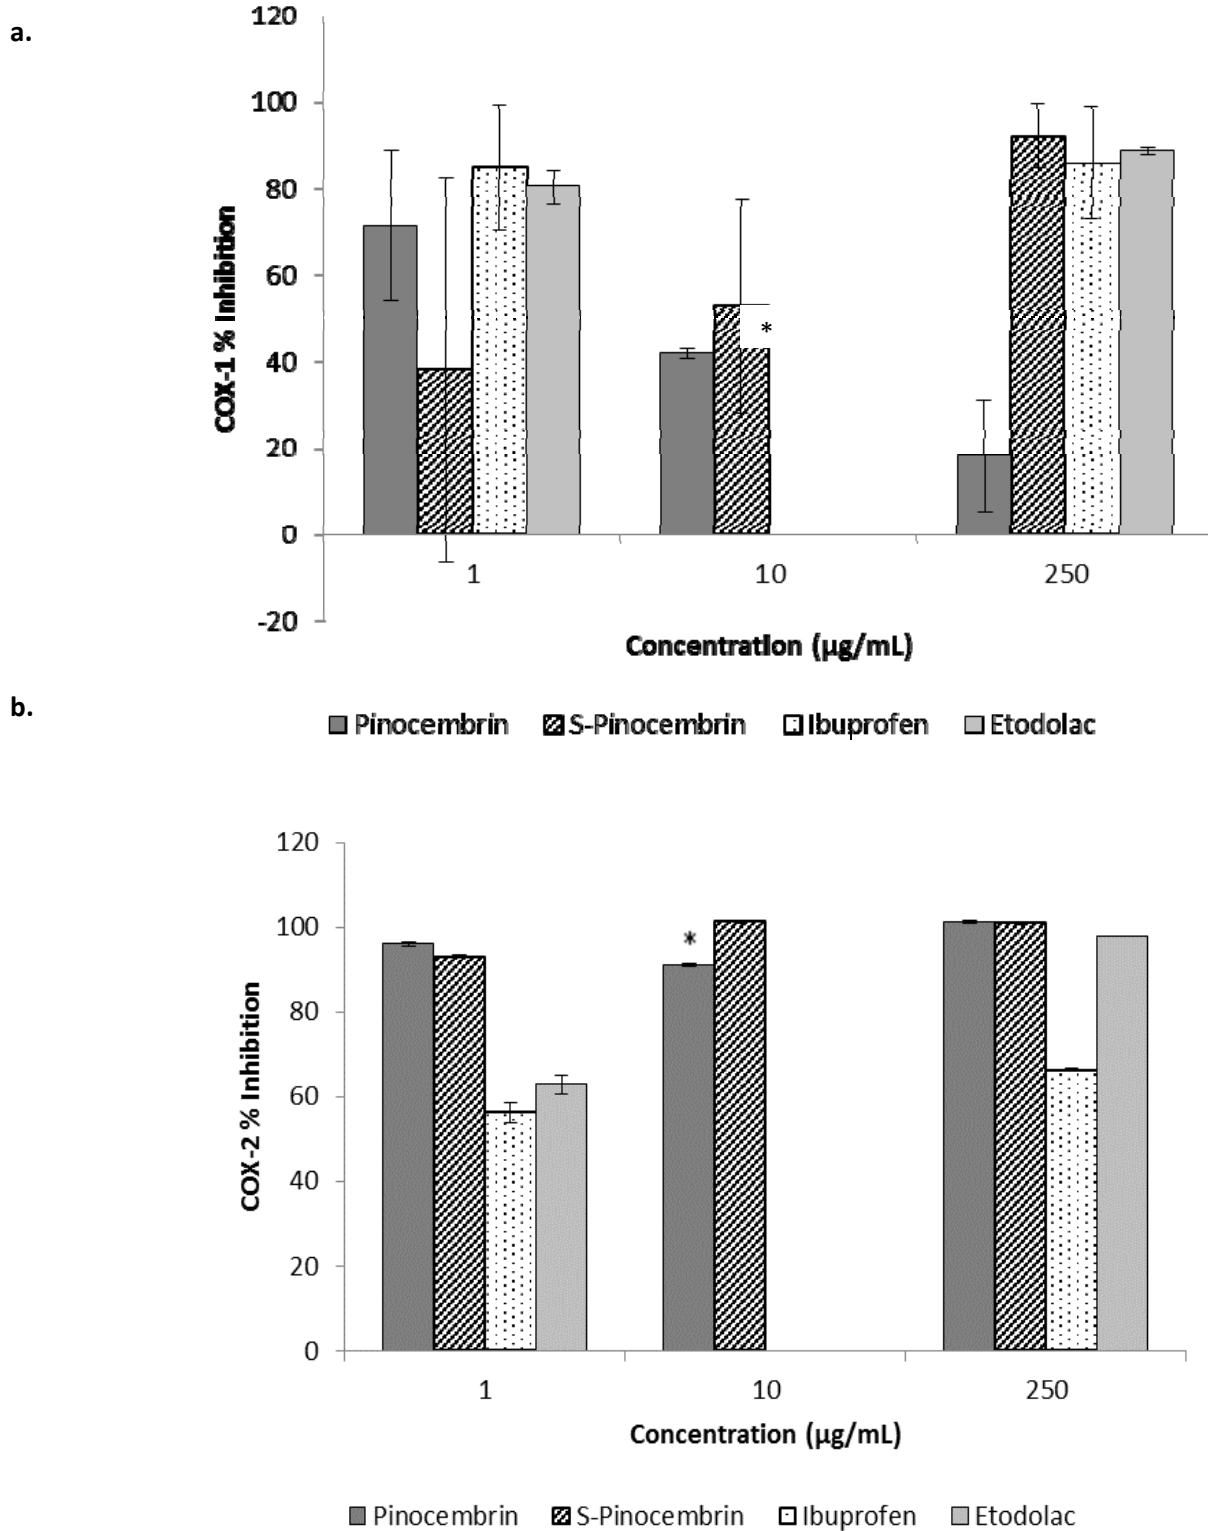 a.
120
100
80
60
40
20
0
-20
COX-1 % Inhibition
*
1 10 250
Concentration (µg/mL)
Pinocembrin S-Pinocembrin Ibuprofen Etodolac
b.
120
100
80
60
40
20
0
COX-2 % Inhibition
*
1 10 250
Concentration (µg/mL)
Pinocembrin S-Pinocembrin Ibuprofen Etodolac